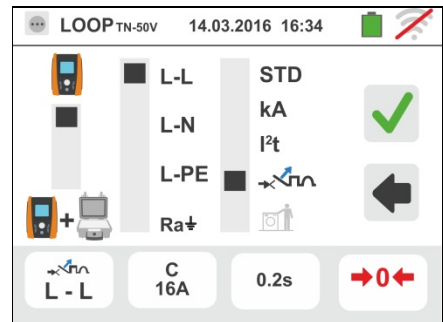 LOOP TN-50V 14.03.2016 16:34
L-L STD
L-N kA
I²t
L-PE
Ra
+
L - L C 16A 0.2s →0←